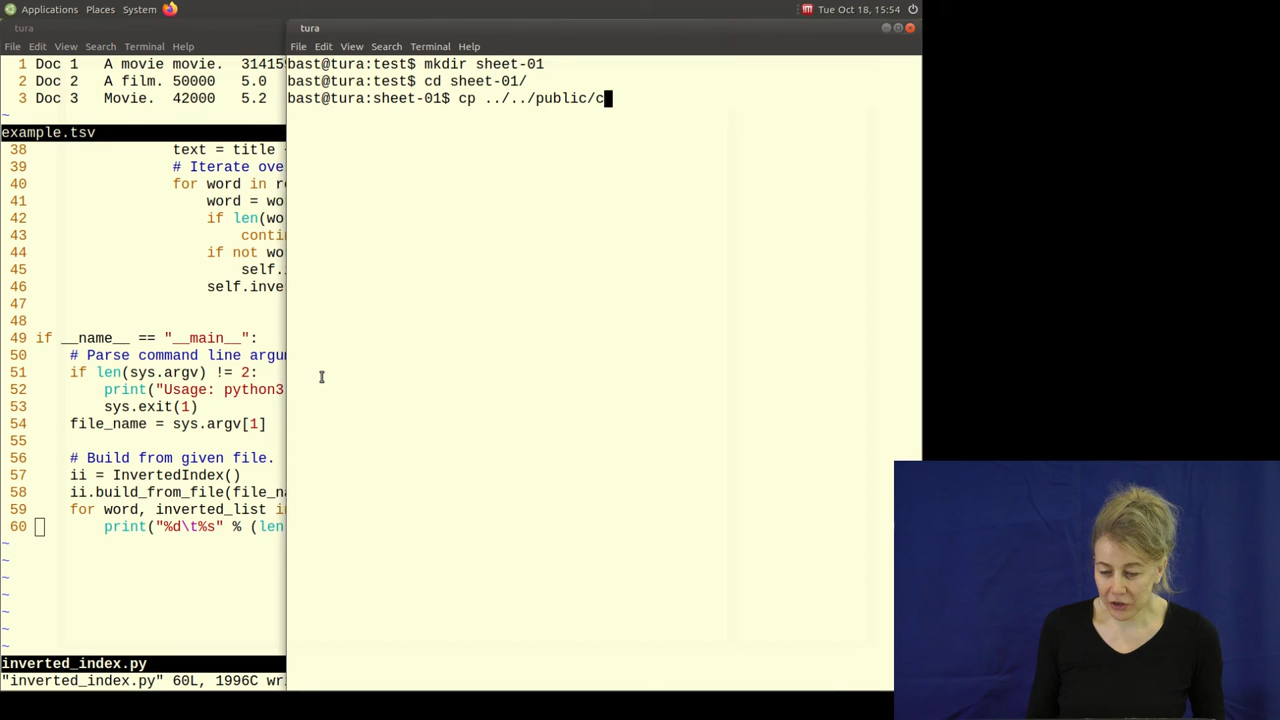 Applications Places System Tue Oct 18, 15:54
tura
File Edit View Search Terminal Help
1 Doc 1 A movie movie. 314159
2 Doc 2 A film. 50000 5.0
3 Doc 3 Movie. 42000 5.2
~
example.tsv
38 text = title
39 # Iterate ove
40 for word in
41 word = wo
42 if len(wo
43 conti
44 if not wo
45 self.
46 self.inve
47
48
49 if __name__ == "__main__":
50 # Parse command line argu
51 if len(sys.argv) != 2:
52 print("Usage: python3
53 sys.exit(1)
54 file_name = sys.argv[1]
55
56 # Build from given file.
57 ii = InvertedIndex()
58 ii.build_from_file(file_na
59 for word, inverted_list i
60 print("%d\t%s" % (len
~
~
~
~
~
~
~
inverted_index.py
"inverted_index.py" 60L, 1996C wr
tura
File Edit View Search Terminal Help
bast@tura:test$ mkdir sheet-01
bast@tura:test$ cd sheet-01/
bast@tura:sheet-01$ cp ../../public/c